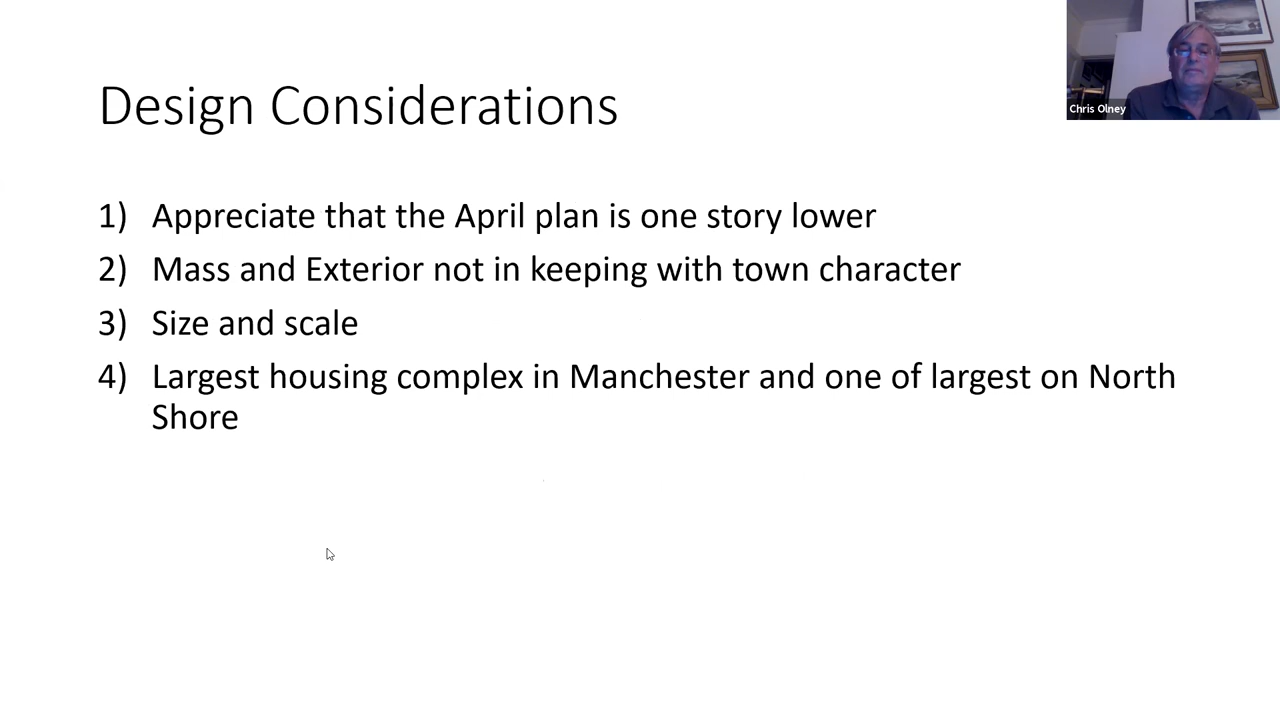 Design Considerations
Chris Olney
1) Appreciate that the April plan is one story lower
2) Mass and Exterior not in keeping with town character
3) Size and scale
4) Largest housing complex in Manchester and one of largest on North
Shore